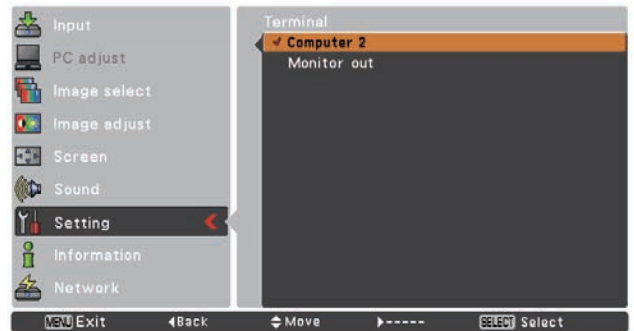 Input
PC adjust
Image select
Image adjust
Screen
Sound
Setting
Information
Network
Terminal
✔ Computer 2
Monitor out
MENU Exit ◀Back ◆Move ▶----- SELECT Select